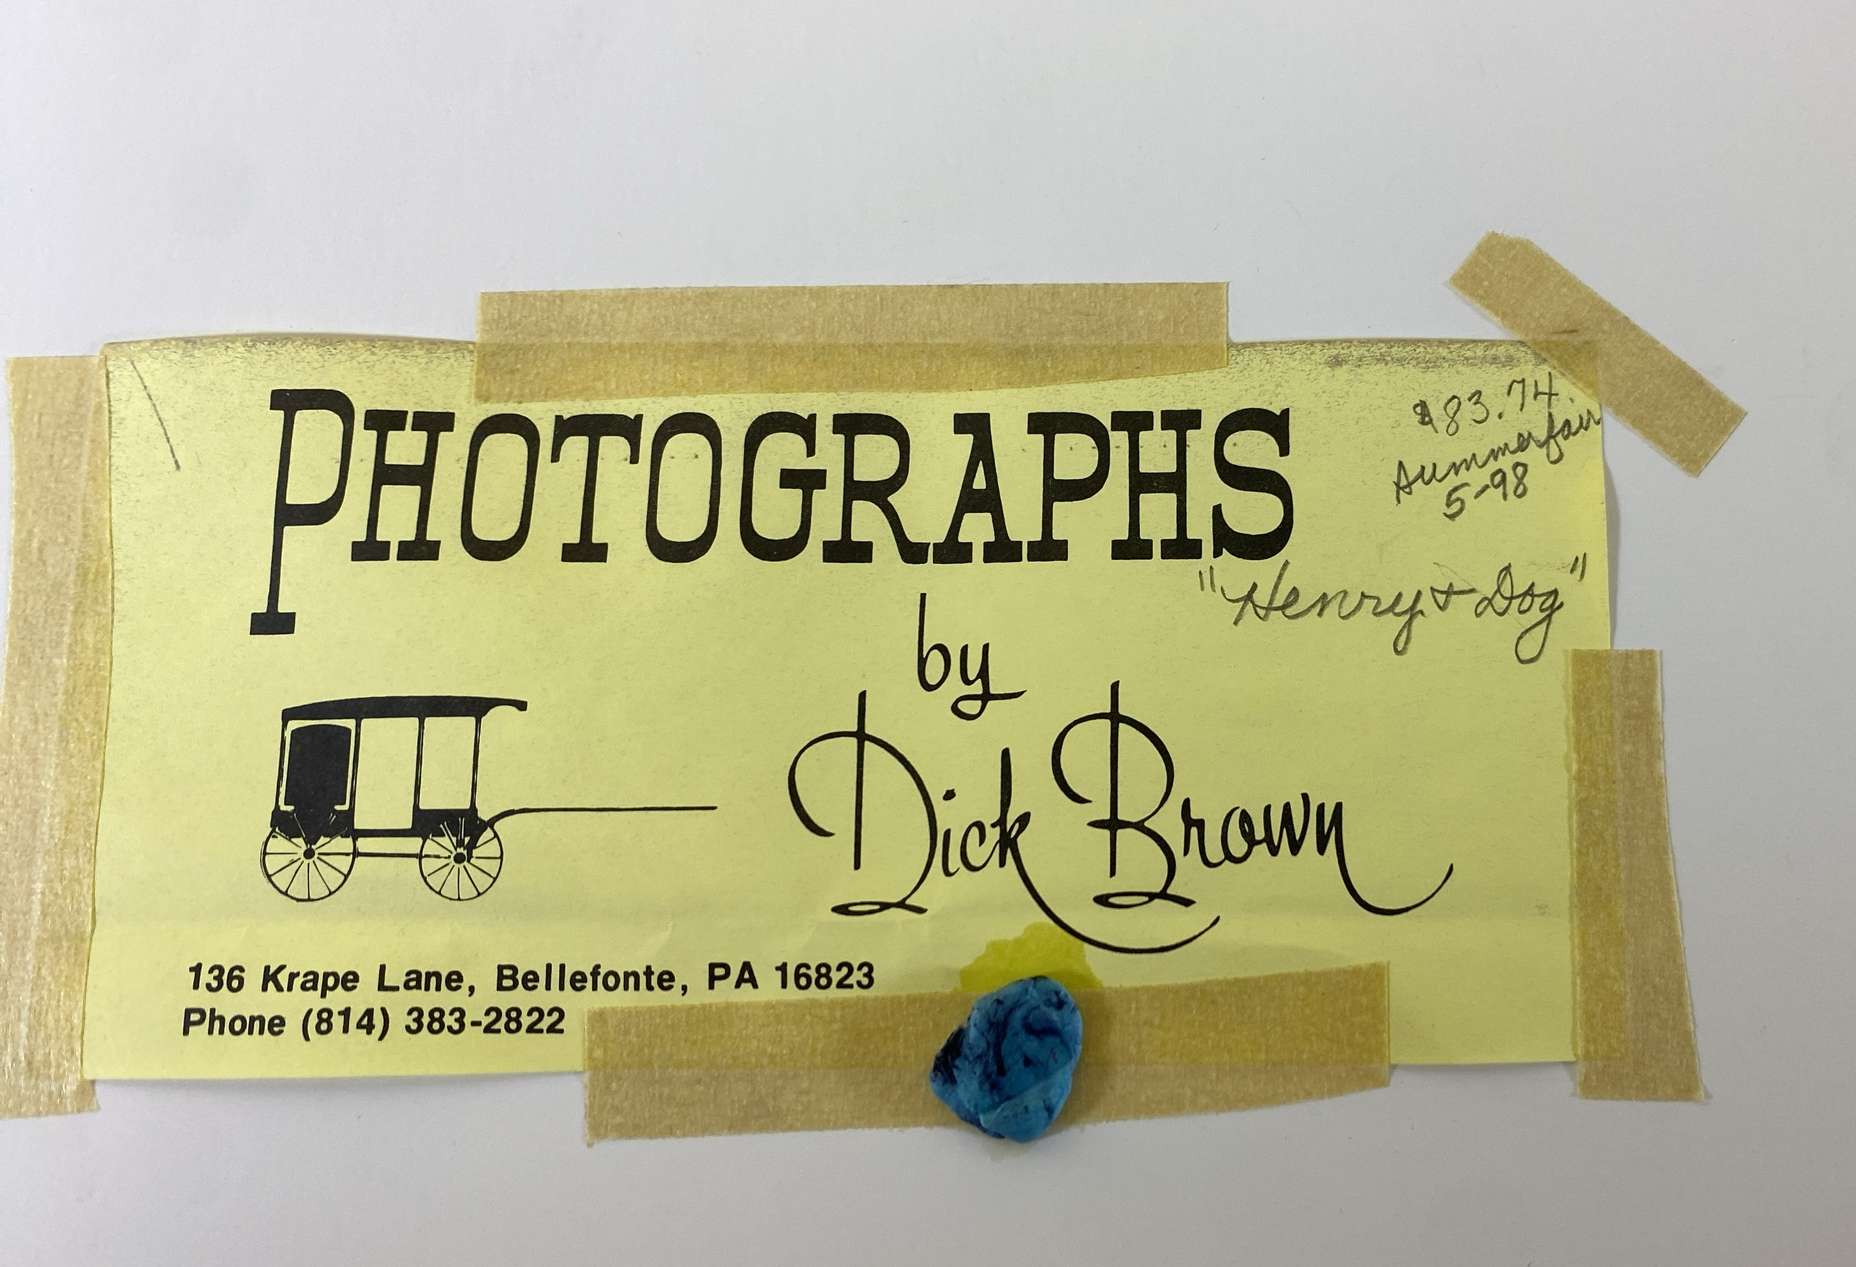 PHOTOGRAPHS
by
Dick Brown
136 Krape Lane, Bellefonte, PA 16823
Phone (814) 383-2822
$83.74
Summerfair
5-98
"Henry & Dog"